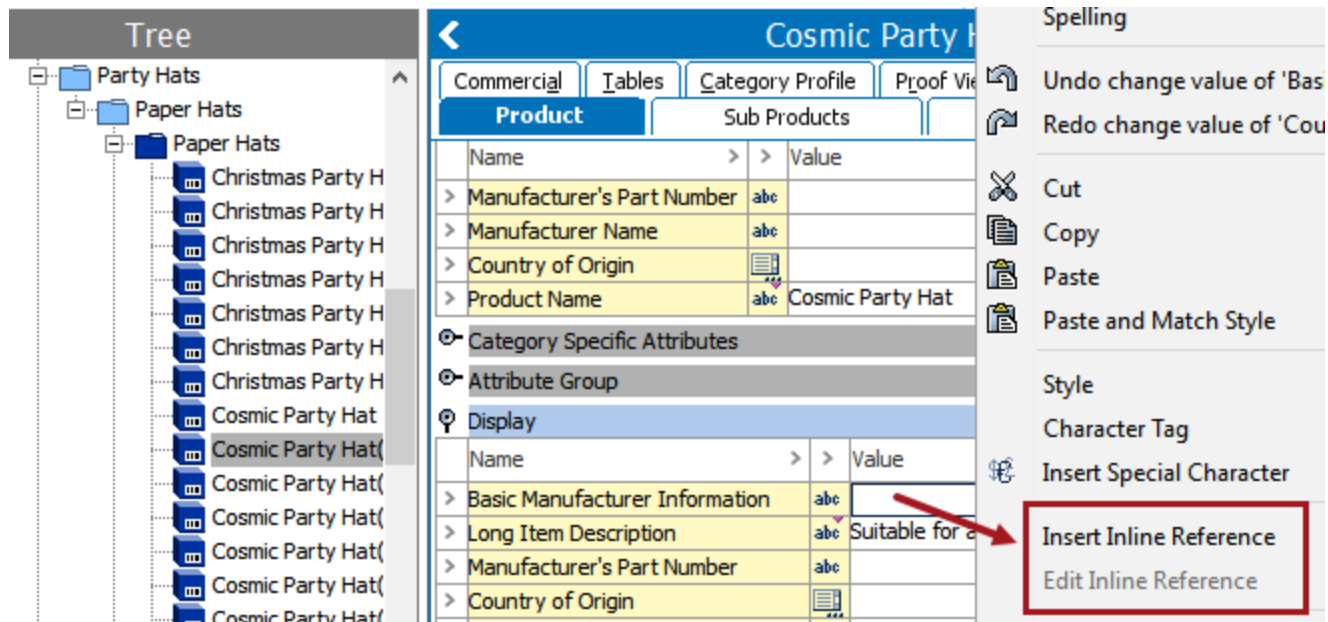 Tree
Party Hats
Paper Hats
Paper Hats
Christmas Party H
Christmas Party H
Christmas Party H
Christmas Party H
Christmas Party H
Christmas Party H
Christmas Party H
Cosmic Party Hat
Cosmic Party Hat(
Cosmic Party Hat(
Cosmic Party Hat(
Cosmic Party Hat(
Cosmic Party Hat(
Cosmic Party Hat(
Cosmic Party H
Commercial Tables Category Profile Proof Vie
Product Sub Products
Name > > Value
> Manufacturer's Part Number abc
> Manufacturer Name abc
> Country of Origin
> Product Name abc Cosmic Party Hat
Category Specific Attributes
Attribute Group
Display
Name > > Value
> Basic Manufacturer Information abc
> Long Item Description abc Suitable for a
> Manufacturer's Part Number abc
> Country of Origin
Spelling
Undo change value of 'Bas
Redo change value of 'Cou
Cut
Copy
Paste
Paste and Match Style
Style
Character Tag
Insert Special Character
Insert Inline Reference
Edit Inline Reference